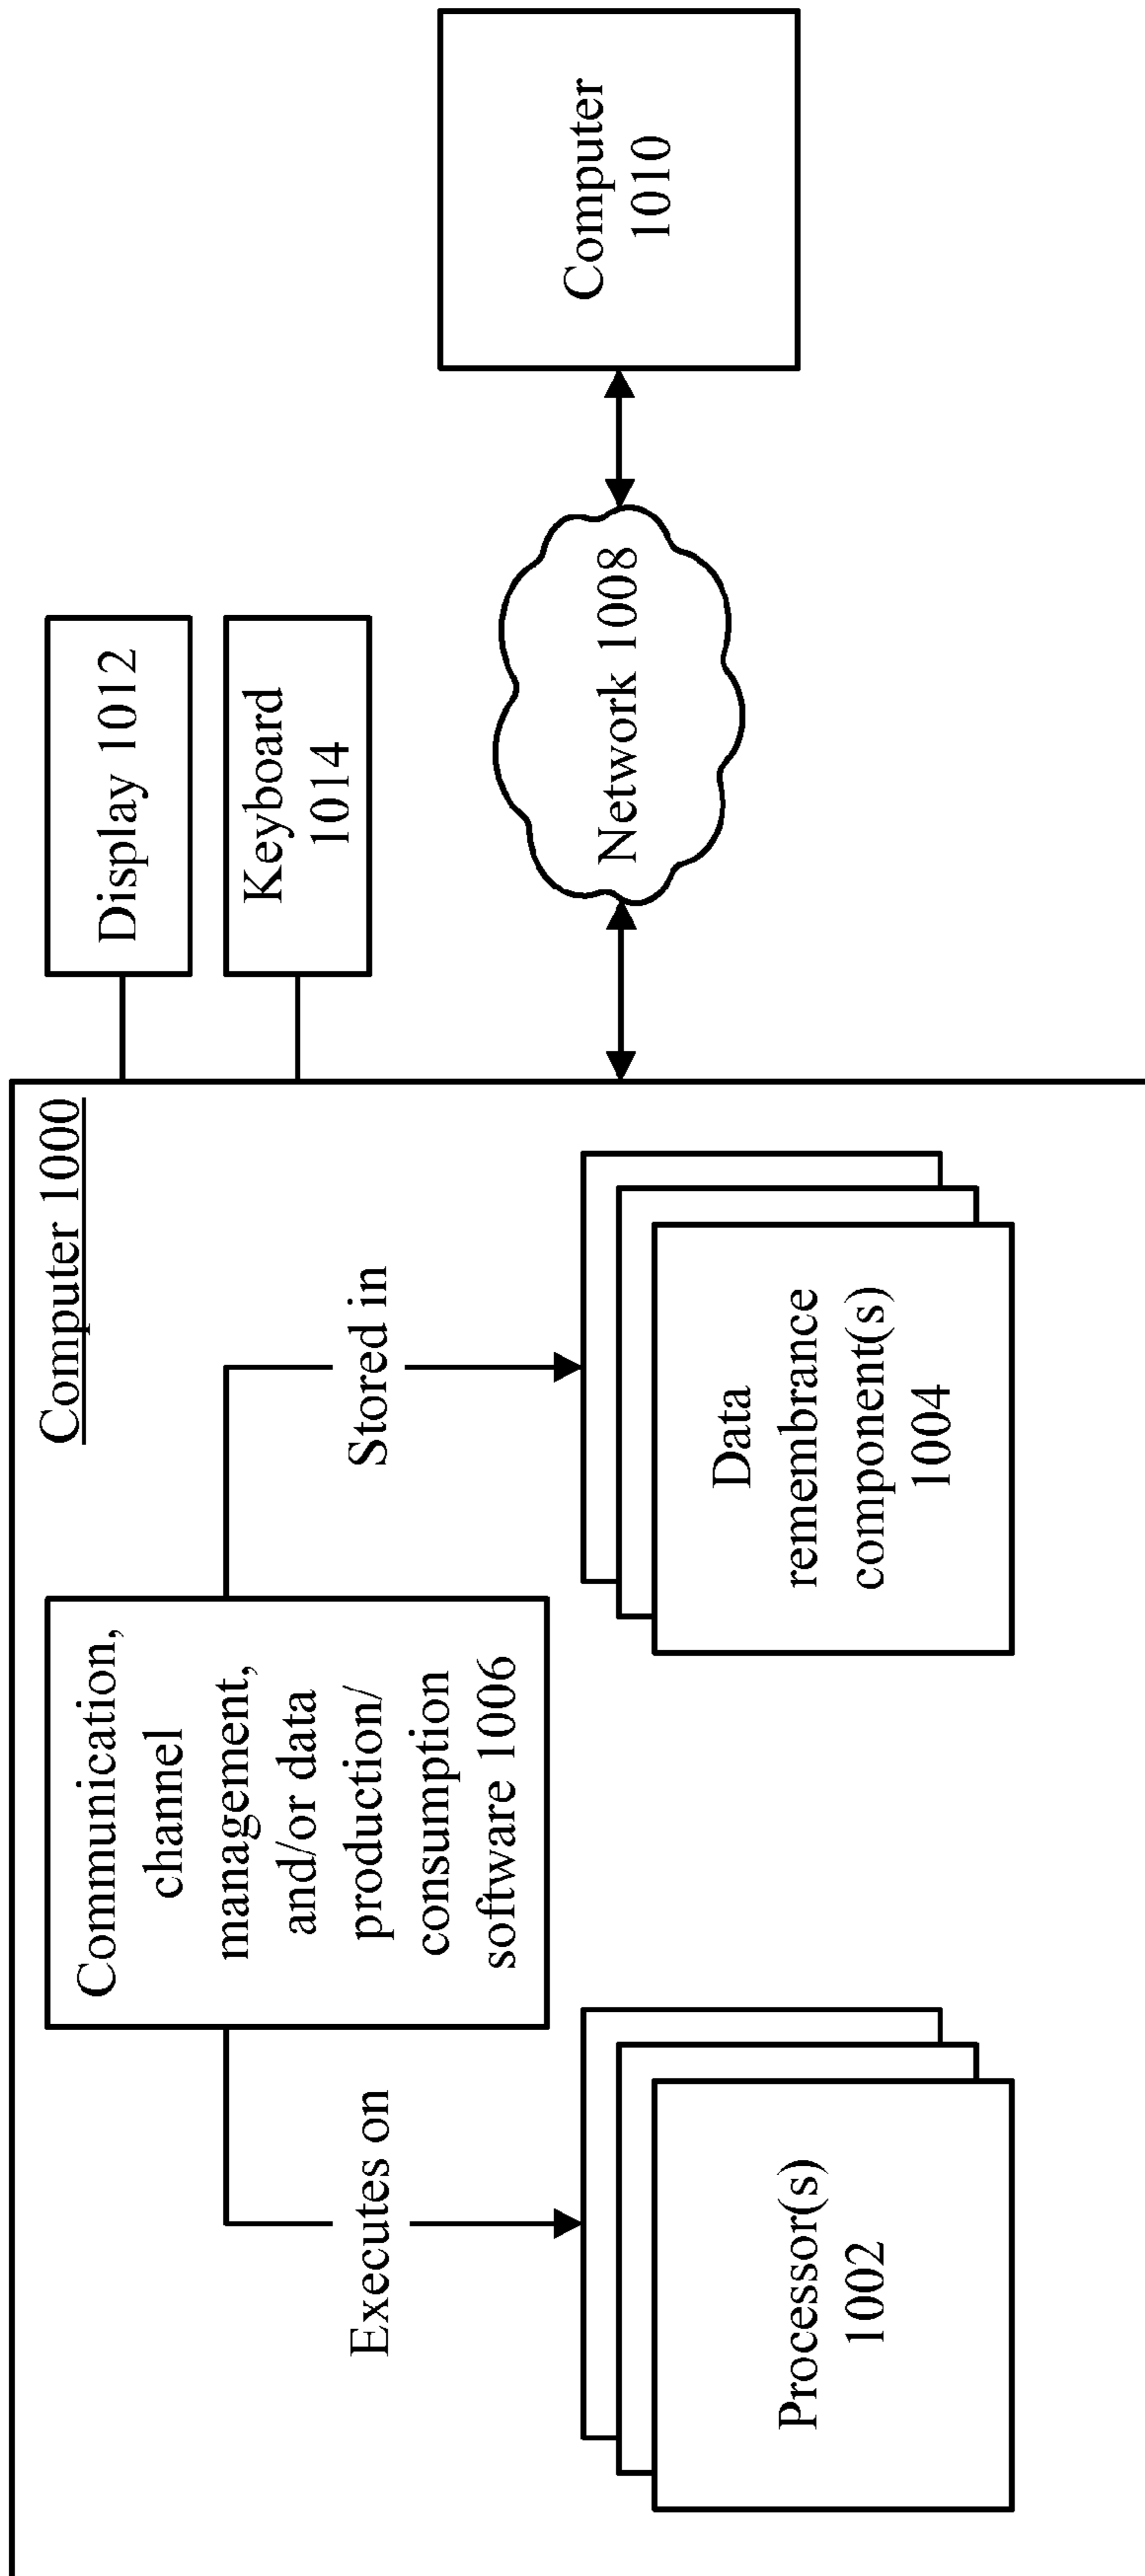 Computer 1000
Communication,
channel
management,
and/or data
production/
consumption
software 1006
Executes on
Stored in
Processor(s)
1002
Data
remembrance
component(s)
1004
Display 1012
Keyboard
1014
Network 1008
Computer
1010